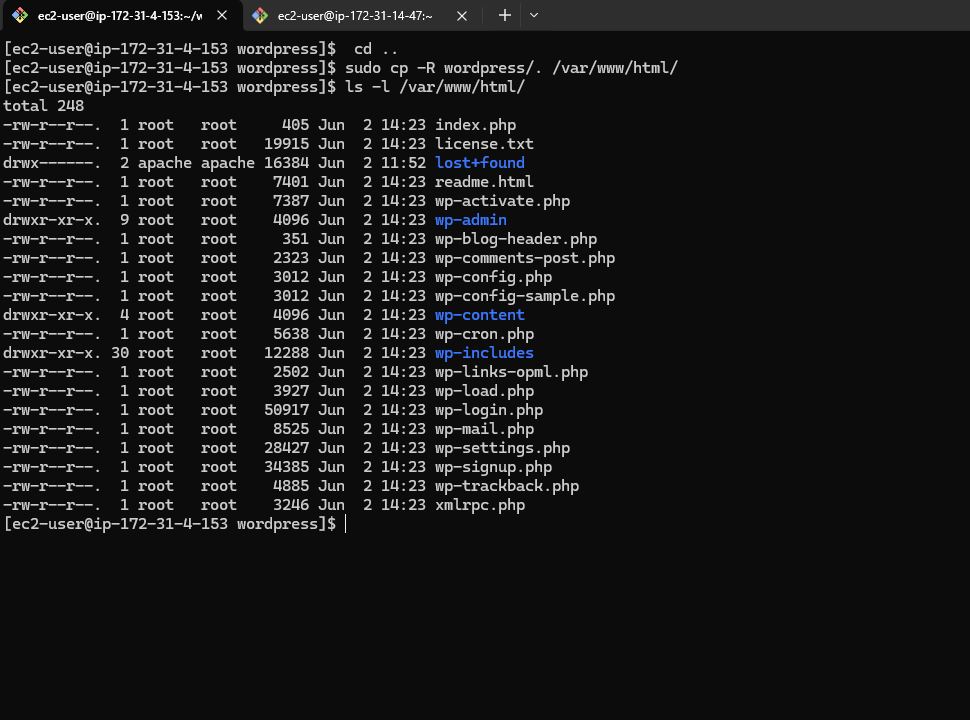 ec2-user@ip-172-31-4-153:~/w
ec2-user@ip-172-31-14-47:~
[ec2-user@ip-172-31-4-153 wordpress]$  cd ..
[ec2-user@ip-172-31-4-153 wordpress]$ sudo cp -R wordpress/. /var/www/html/
[ec2-user@ip-172-31-4-153 wordpress]$ ls -l /var/www/html/
total 248
-rw-r--r--.  1 root   root     405 Jun  2 14:23 index.php
-rw-r--r--.  1 root   root   19915 Jun  2 14:23 license.txt
drwx------.  2 apache apache 16384 Jun  2 11:52 lost+found
-rw-r--r--.  1 root   root    7401 Jun  2 14:23 readme.html
-rw-r--r--.  1 root   root    7387 Jun  2 14:23 wp-activate.php
drwxr-xr-x.  9 root   root    4096 Jun  2 14:23 wp-admin
-rw-r--r--.  1 root   root     351 Jun  2 14:23 wp-blog-header.php
-rw-r--r--.  1 root   root    2323 Jun  2 14:23 wp-comments-post.php
-rw-r--r--.  1 root   root    3012 Jun  2 14:23 wp-config.php
-rw-r--r--.  1 root   root    3012 Jun  2 14:23 wp-config-sample.php
drwxr-xr-x.  4 root   root    4096 Jun  2 14:23 wp-content
-rw-r--r--.  1 root   root    5638 Jun  2 14:23 wp-cron.php
drwxr-xr-x. 30 root   root   12288 Jun  2 14:23 wp-includes
-rw-r--r--.  1 root   root    2502 Jun  2 14:23 wp-links-opml.php
-rw-r--r--.  1 root   root    3927 Jun  2 14:23 wp-load.php
-rw-r--r--.  1 root   root   50917 Jun  2 14:23 wp-login.php
-rw-r--r--.  1 root   root    8525 Jun  2 14:23 wp-mail.php
-rw-r--r--.  1 root   root   28427 Jun  2 14:23 wp-settings.php
-rw-r--r--.  1 root   root   34385 Jun  2 14:23 wp-signup.php
-rw-r--r--.  1 root   root    4885 Jun  2 14:23 wp-trackback.php
-rw-r--r--.  1 root   root    3246 Jun  2 14:23 xmlrpc.php
[ec2-user@ip-172-31-4-153 wordpress]$